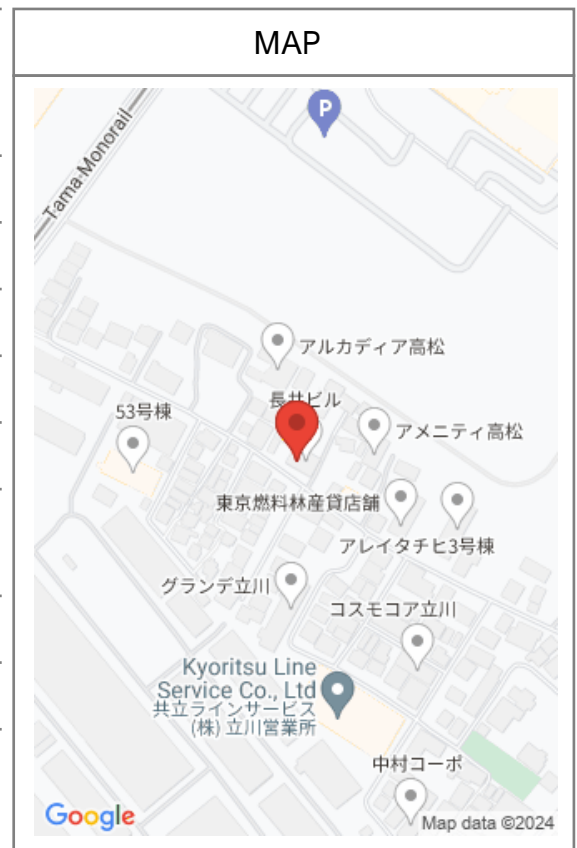 MAP
P
Tama Monorail
アルカディア高松
長井ビル
53号棟
アメニティ高松
東京燃料林産貸店舗
アレイタチヒ3号棟
グランデ立川
コスモコア立川
Kyoritsu Line
Service Co., Ltd
共立ラインサービス
(株) 立川営業所
中村コーポ
Google
Map data ©2024